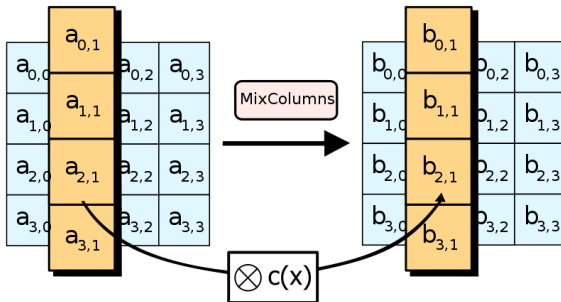 a0,0 a0,1 a0,2 a0,3
a1,0 a1,1 a1,2 a1,3
a2,0 a2,1 a2,2 a2,3
a3,0 a3,1 a3,2 a3,3
MixColumns
b0,0 b0,1 b0,2 b0,3
b1,0 b1,1 b1,2 b1,3
b2,0 b2,1 b2,2 b2,3
b3,0 b3,1 b3,2 b3,3
⊗ c(x)